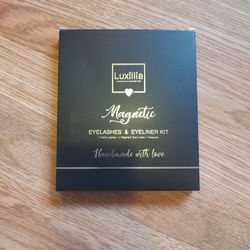 Luxillia
Magnetic
EYELASHES & EYELINER KIT
Handmade with love